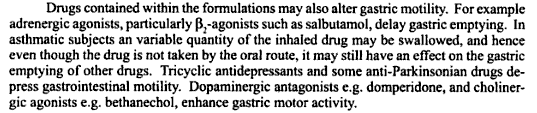 Drugs contained within the formulations may also alter gastric motility. For example
adrenergic agonists, particularly β₂-agonists such as salbutamol, delay gastric emptying. In
asthmatic subjects an variable quantity of the inhaled drug may be swallowed, and hence
even though the drug is not taken by the oral route, it may still have an effect on the gastric
emptying of other drugs. Tricyclic antidepressants and some anti-Parkinsonian drugs de-
press gastrointestinal motility. Dopaminergic antagonists e.g. domperidone, and choliner-
gic agonists e.g. bethanechol, enhance gastric motor activity.